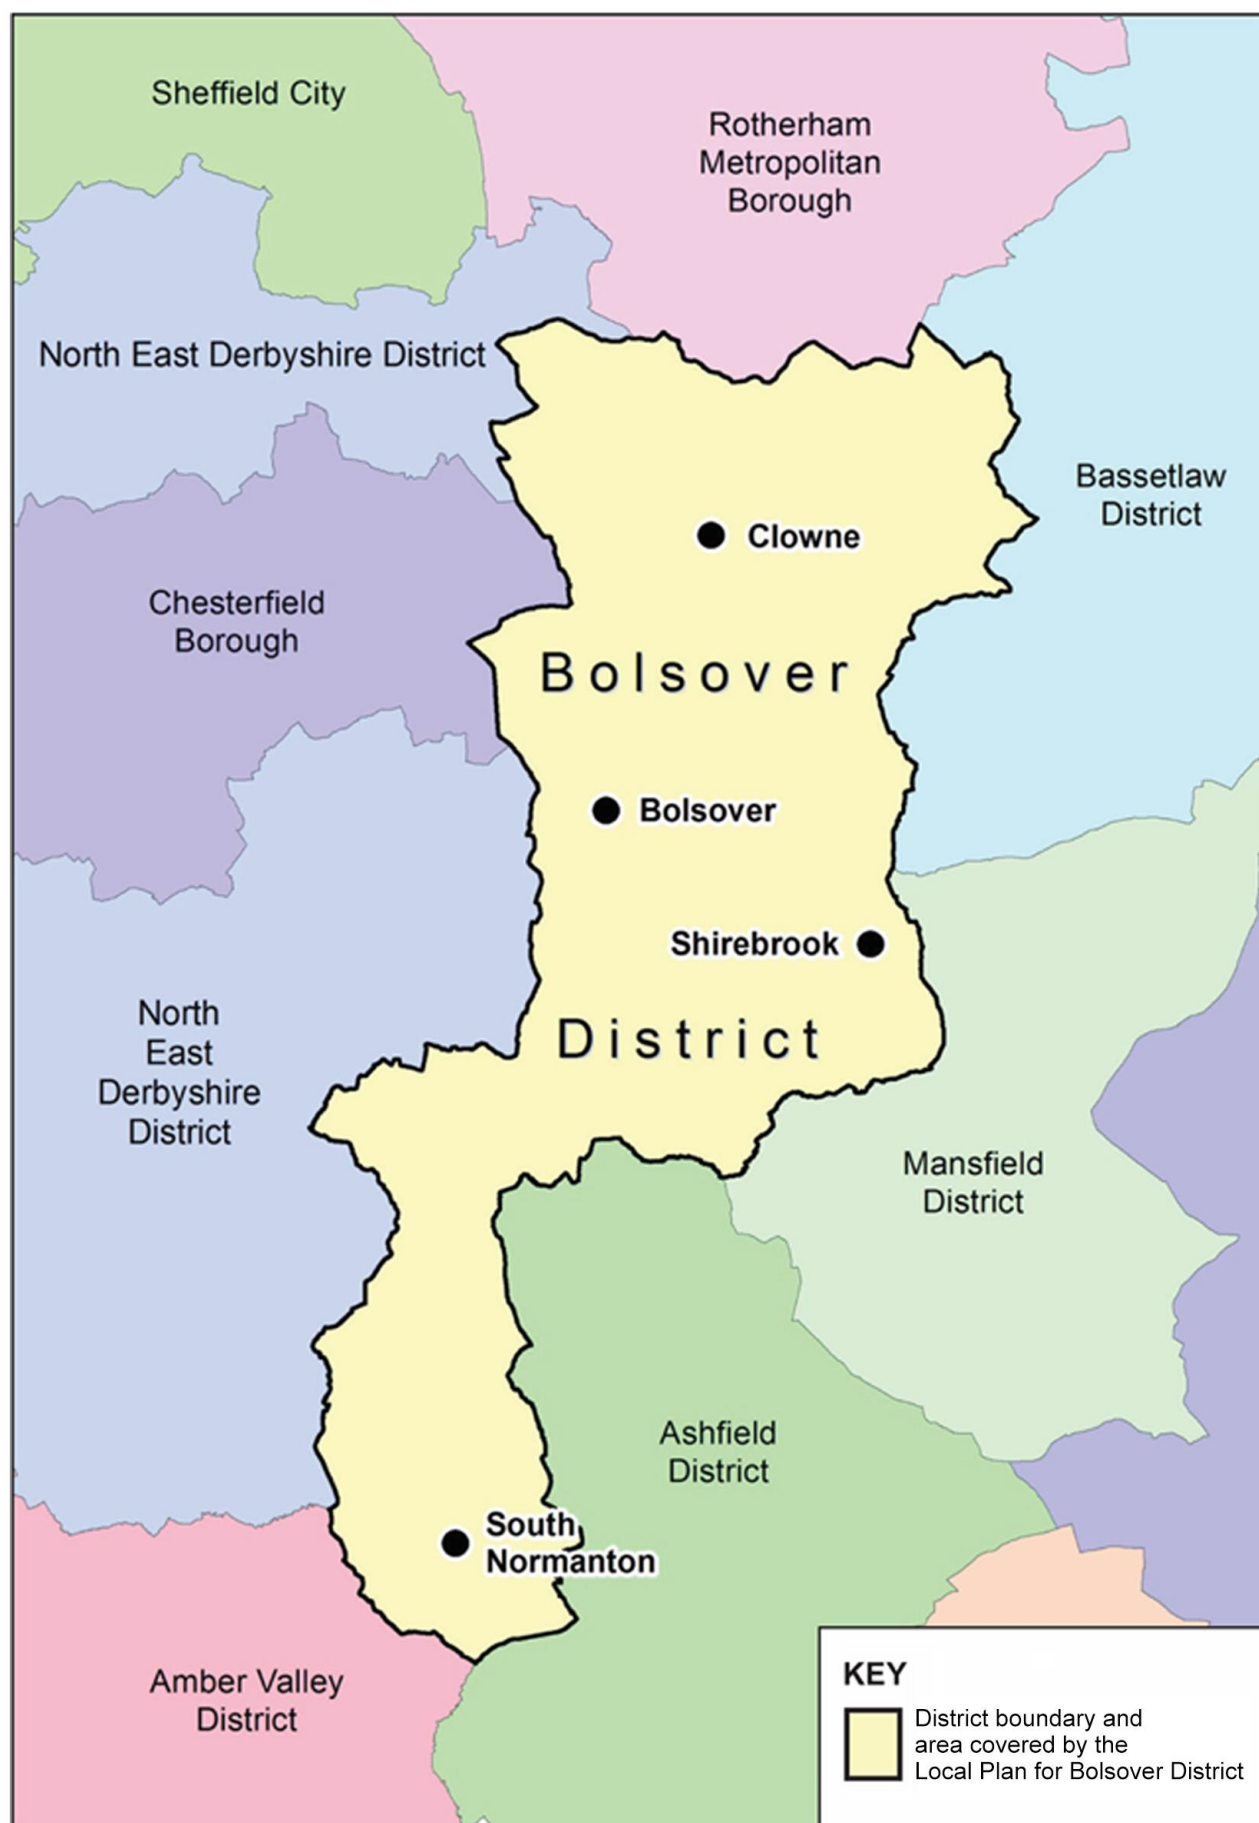 Sheffield City
Rotherham
Metropolitan
Borough
North East Derbyshire District
Bassetlaw
District
Clowne
Chesterfield
Borough
Bolsover
Bolsover
Shirebrook
District
North
East
Derbyshire
District
Mansfield
District
Ashfield
District
South
Normanton
Amber Valley
District
KEY
District boundary and
area covered by the
Local Plan for Bolsover District